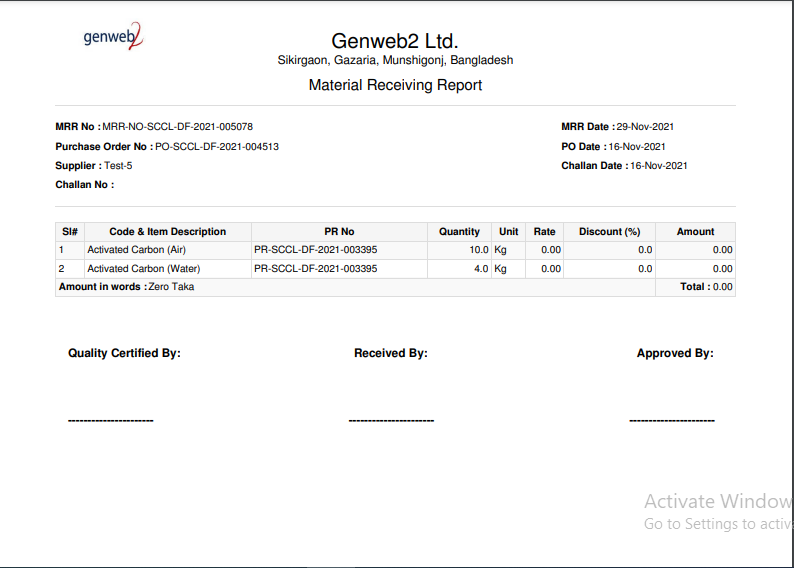 genweb2
Genweb2 Ltd.
Sikirgaon, Gazaria, Munshigonj, Bangladesh
Material Receiving Report
MRR No : MRR-NO-SCCL-DF-2021-005078 MRR Date : 29-Nov-2021
Purchase Order No : PO-SCCL-DF-2021-004513 PO Date : 16-Nov-2021
Supplier : Test-5 Challan Date : 16-Nov-2021
Challan No :
Sl# Code & Item Description PR No Quantity Unit Rate Discount (%) Amount
1 Activated Carbon (Air) PR-SCCL-DF-2021-003395 10.0 Kg 0.00 0.0 0.00
2 Activated Carbon (Water) PR-SCCL-DF-2021-003395 4.0 Kg 0.00 0.0 0.00
Amount in words : Zero Taka Total : 0.00
Quality Certified By: Received By: Approved By:
---------------------- ---------------------- ----------------------
Activate Window
Go to Settings to activ